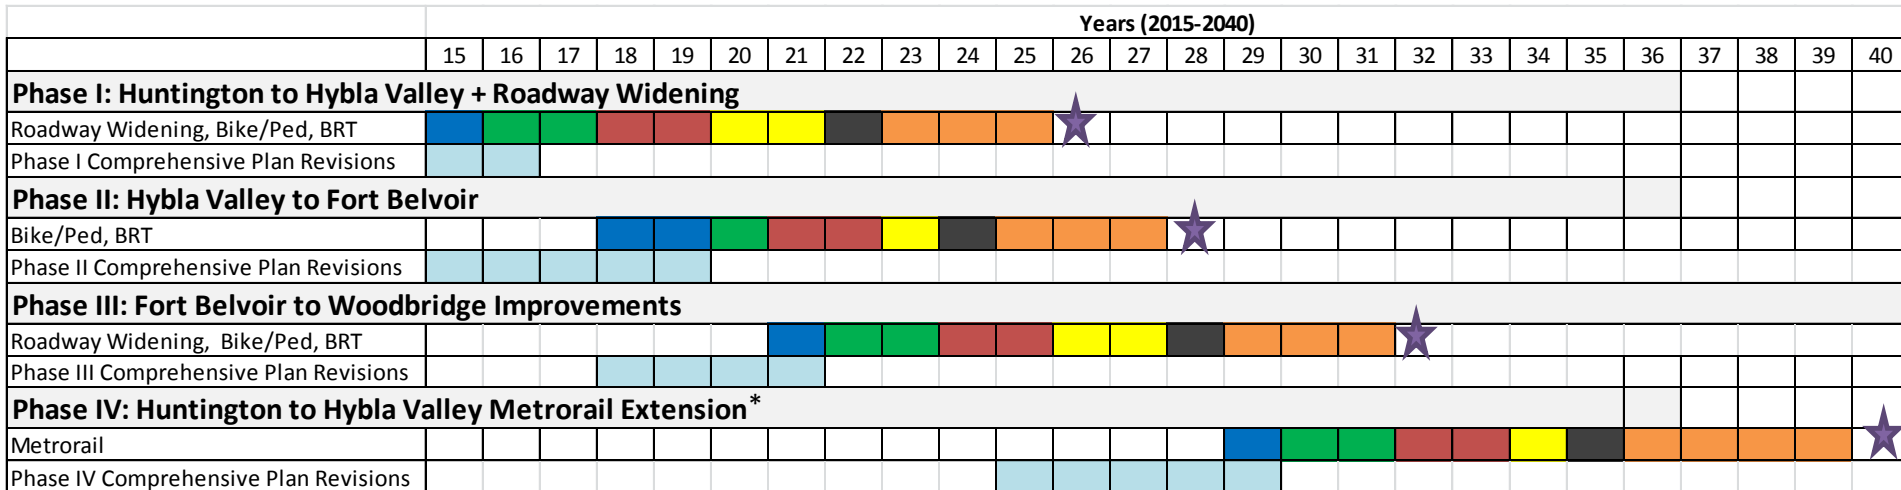 Years (2015-2040)
15 16 17 18 19 20 21 22 23 24 25 26 27 28 29 30 31 32 33 34 35 36 37 38 39 40
Phase I: Huntington to Hybla Valley + Roadway Widening
Roadway Widening, Bike/Ped, BRT
Phase I Comprehensive Plan Revisions
Phase II: Hybla Valley to Fort Belvoir
Bike/Ped, BRT
Phase II Comprehensive Plan Revisions
Phase III: Fort Belvoir to Woodbridge Improvements
Roadway Widening, Bike/Ped, BRT
Phase III Comprehensive Plan Revisions
Phase IV: Huntington to Hybla Valley Metrorail Extension*
Metrorail
Phase IV Comprehensive Plan Revisions